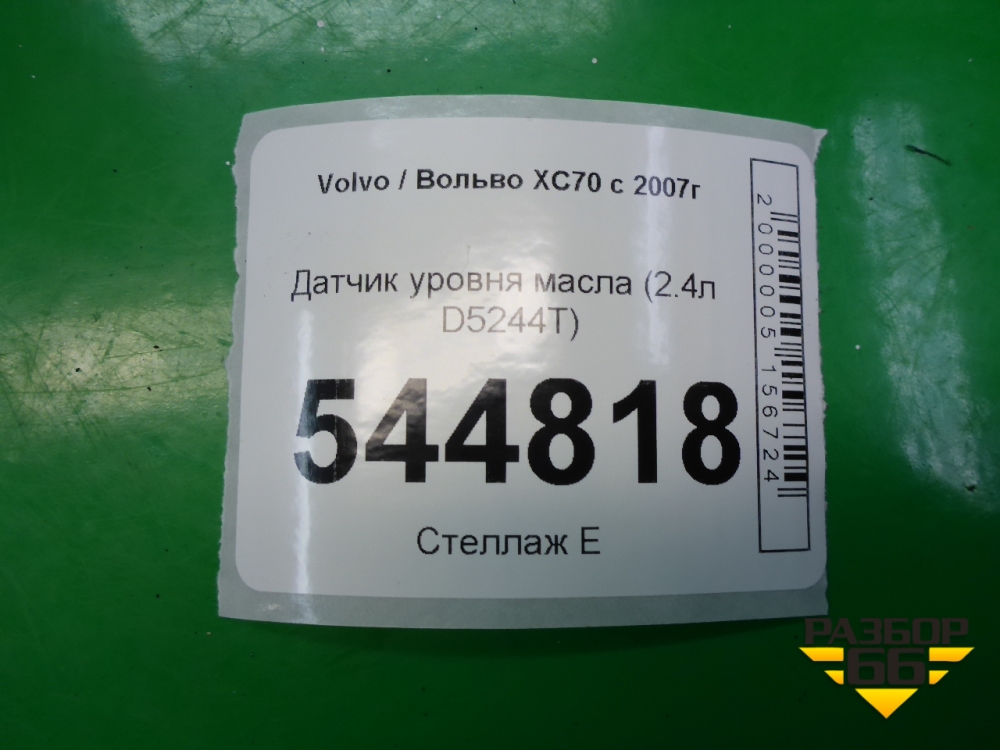 Volvo / Вольво XC70 с 2007г
Датчик уровня масла (2.4л
D5244T)
544818
Стеллаж E
2000005156724
РАЗБОР
66